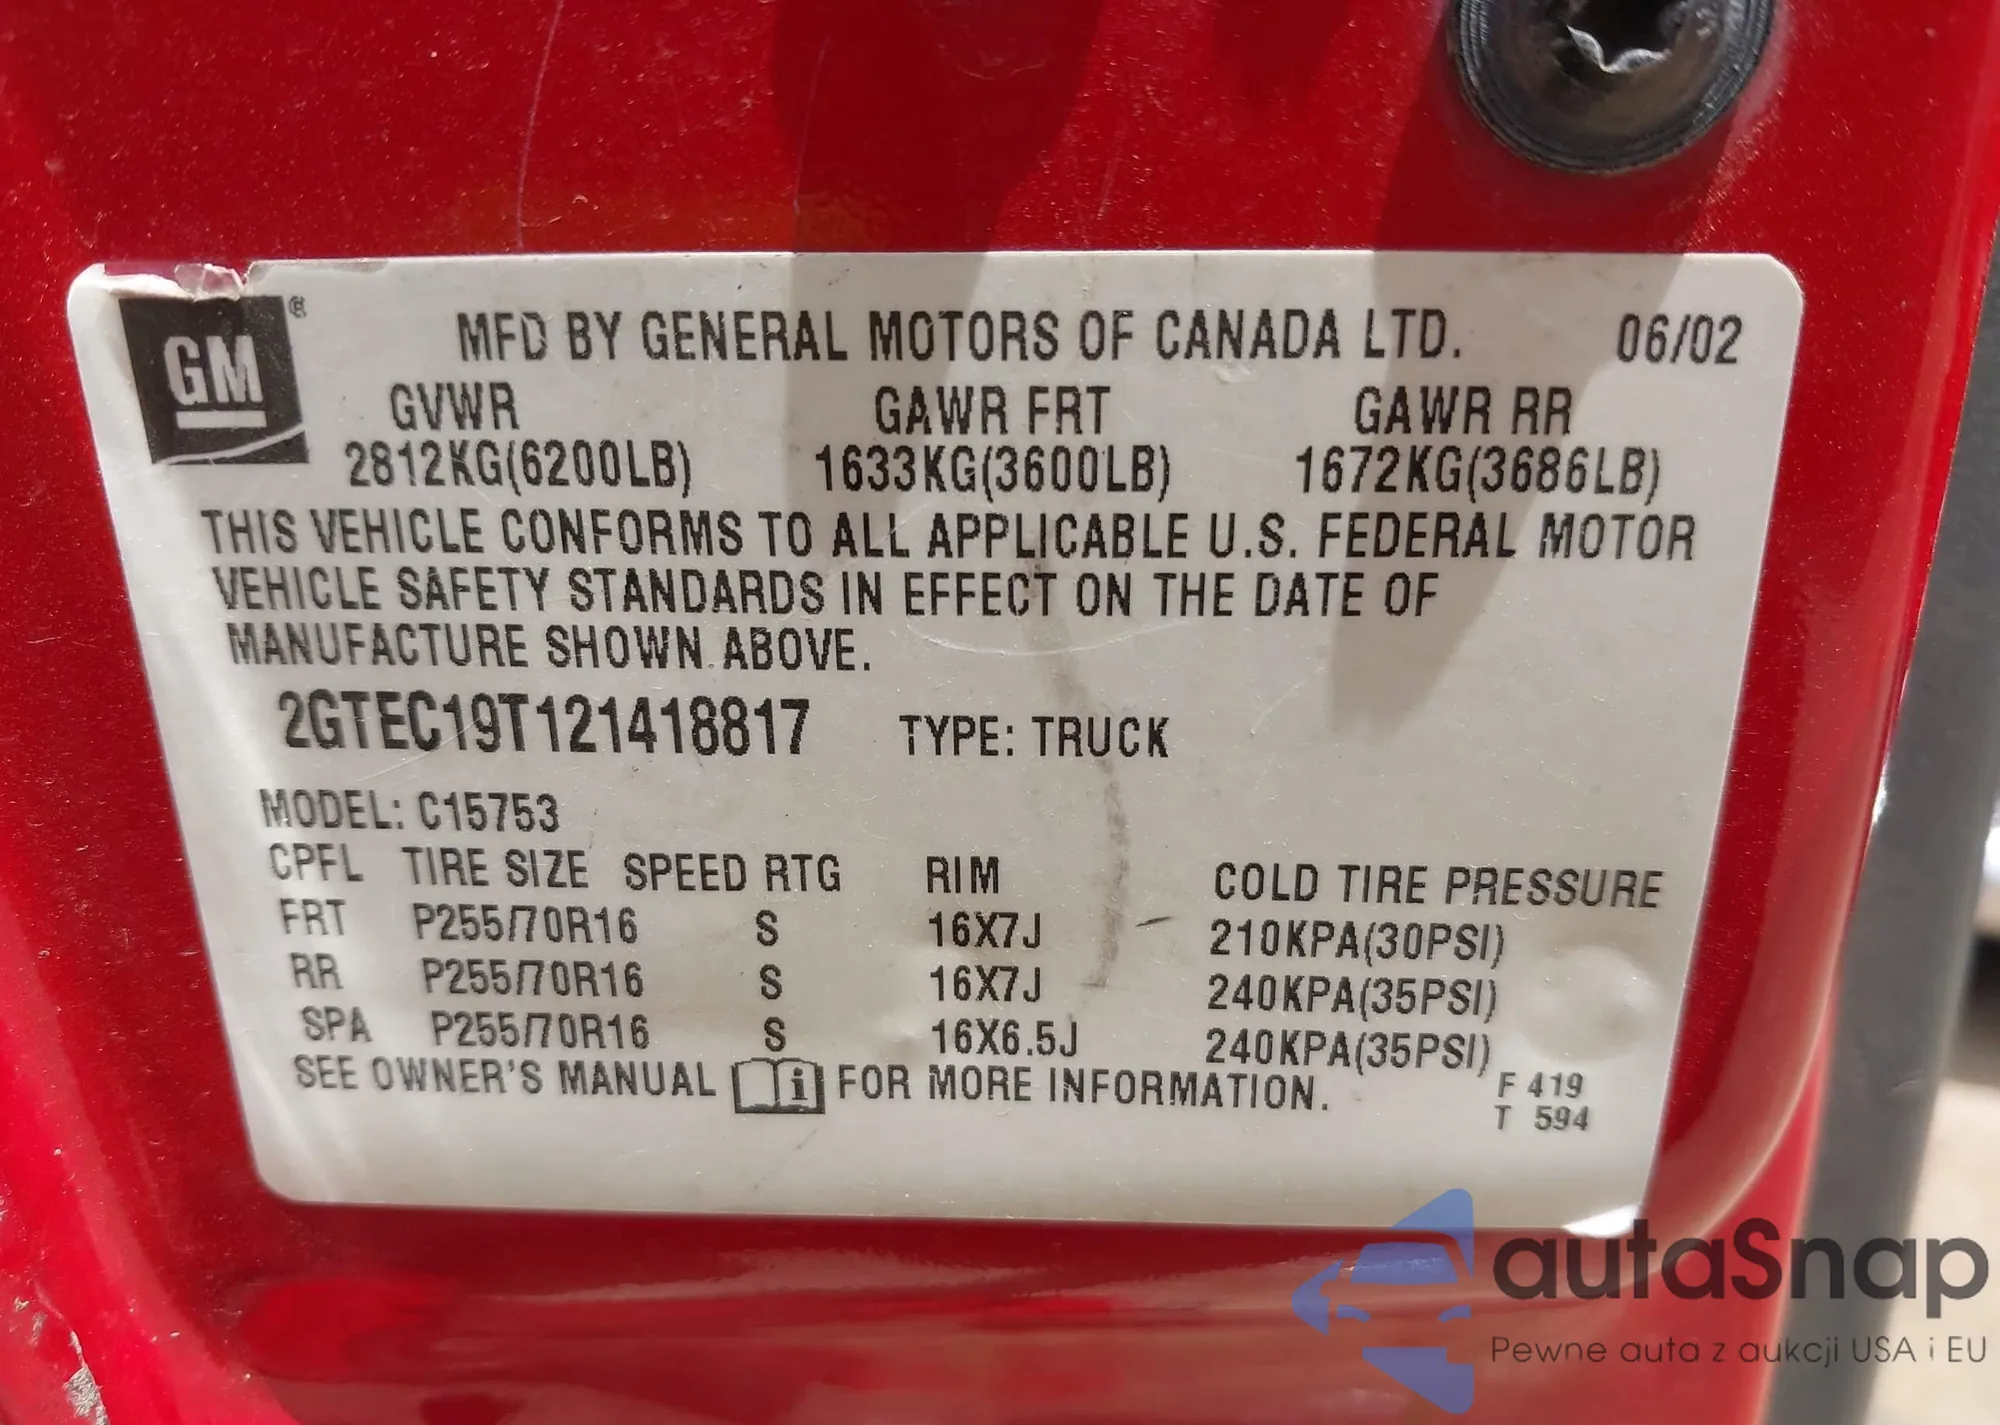 GM®
MFD BY GENERAL MOTORS OF CANADA LTD. 06/02
GVWR GAWR FRT GAWR RR
2812KG(6200LB) 1633KG(3600LB) 1672KG(3686LB)
THIS VEHICLE CONFORMS TO ALL APPLICABLE U.S. FEDERAL MOTOR
VEHICLE SAFETY STANDARDS IN EFFECT ON THE DATE OF
MANUFACTURE SHOWN ABOVE.
2GTEC19T121418817 TYPE: TRUCK
MODEL: C15753
CPFL TIRE SIZE SPEED RTG RIM COLD TIRE PRESSURE
FRT P255/70R16 S 16X7J 210KPA(30PSI)
RR P255/70R16 S 16X7J 240KPA(35PSI)
SPA P255/70R16 S 16X6.5J 240KPA(35PSI)
SEE OWNER'S MANUAL i FOR MORE INFORMATION.
F 419
T 594
autaSnap
Pewne auta z aukcji USA i EU